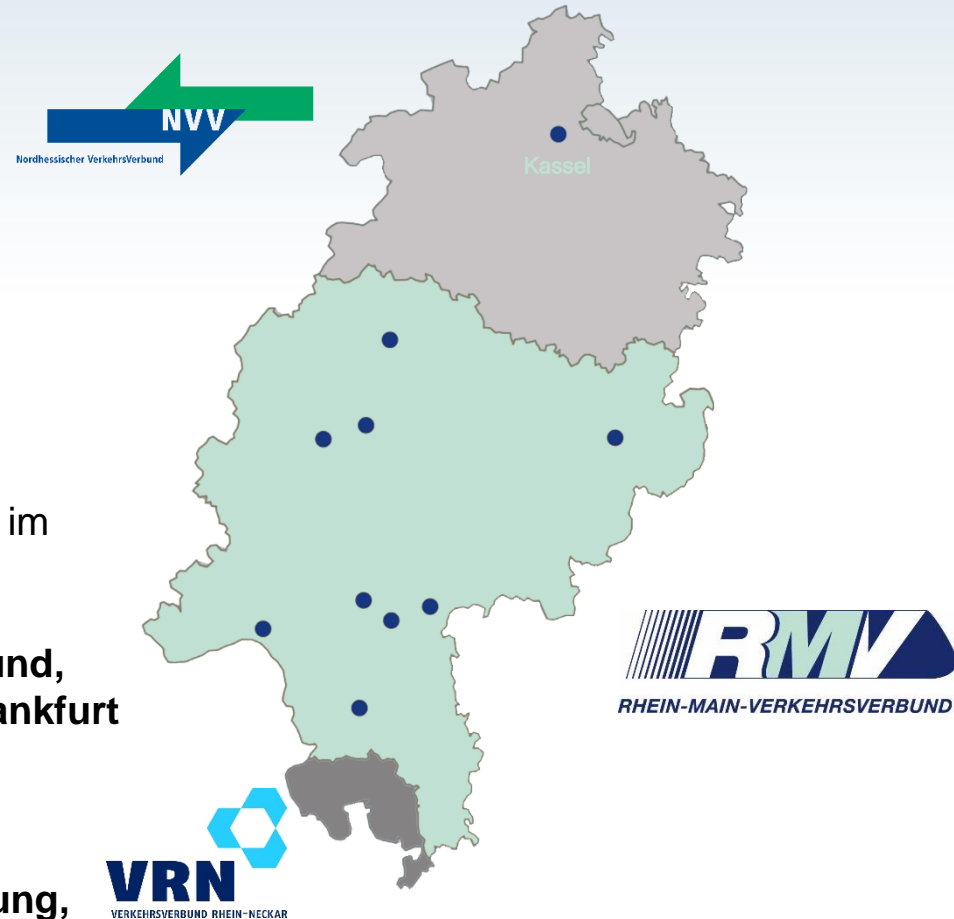 NVV
Nordhessischer VerkehrsVerbund
Kassel
im
und,
ankfurt
RMV
RHEIN-MAIN-VERKEHRSVERBUND
ung,
VRN
VERKEHRSVERBUND RHEIN-NECKAR